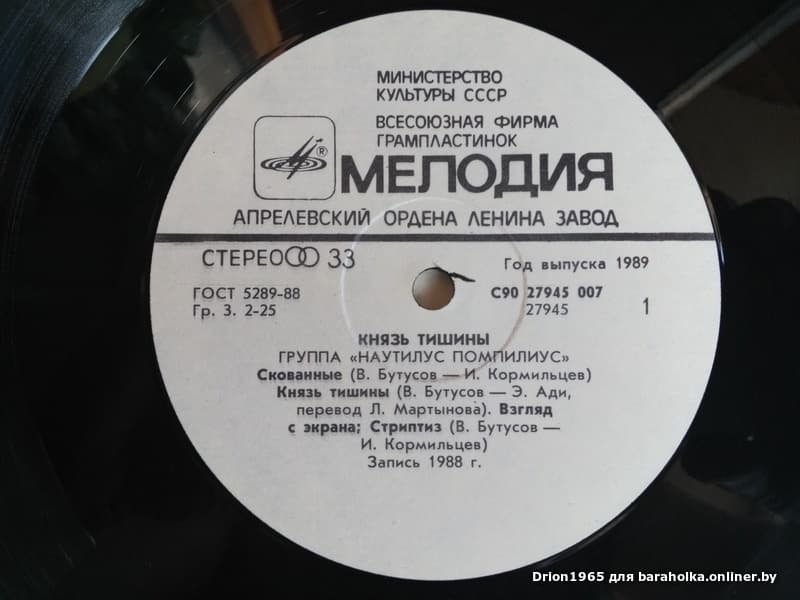 МИНИСТЕРСТВО
КУЛЬТУРЫ СССР
ВСЕСОЮЗНАЯ ФИРМА
ГРАМПЛАСТИНОК
®
МЕЛОДИЯ
АПРЕЛЕВСКИЙ ОРДЕНА ЛЕНИНА ЗАВОД
СТЕРЕО 33
Год выпуска 1989
ГОСТ 5289-88
Гр. 3. 2-25
С90 27945 007
27945
1
КНЯЗЬ ТИШИНЫ
ГРУППА «НАУТИЛУС ПОМПИЛИУС»
Скованные (В. Бутусов — И. Кормильцев)
Князь тишины (В. Бутусов — Э. Ади,
перевод Л. Мартынова). Взгляд
с экрана; Стриптиз (В. Бутусов —
И. Кормильцев)
Запись 1988 г.
Drion1965 для baraholka.onliner.by